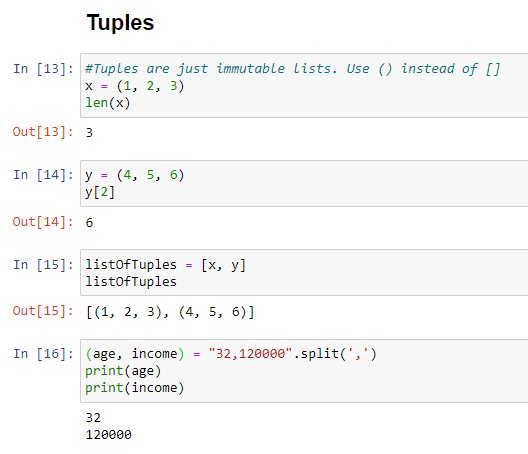 Tuples
In [13]: #Tuples are just immutable lists. Use () instead of []
x = (1, 2, 3)
len(x)
Out[13]: 3
In [14]: y = (4, 5, 6)
y[2]
Out[14]: 6
In [15]: listOfTuples = [x, y]
listOfTuples
Out[15]: [(1, 2, 3), (4, 5, 6)]
In [16]: (age, income) = "32,120000".split(',')
print(age)
print(income)
32
120000